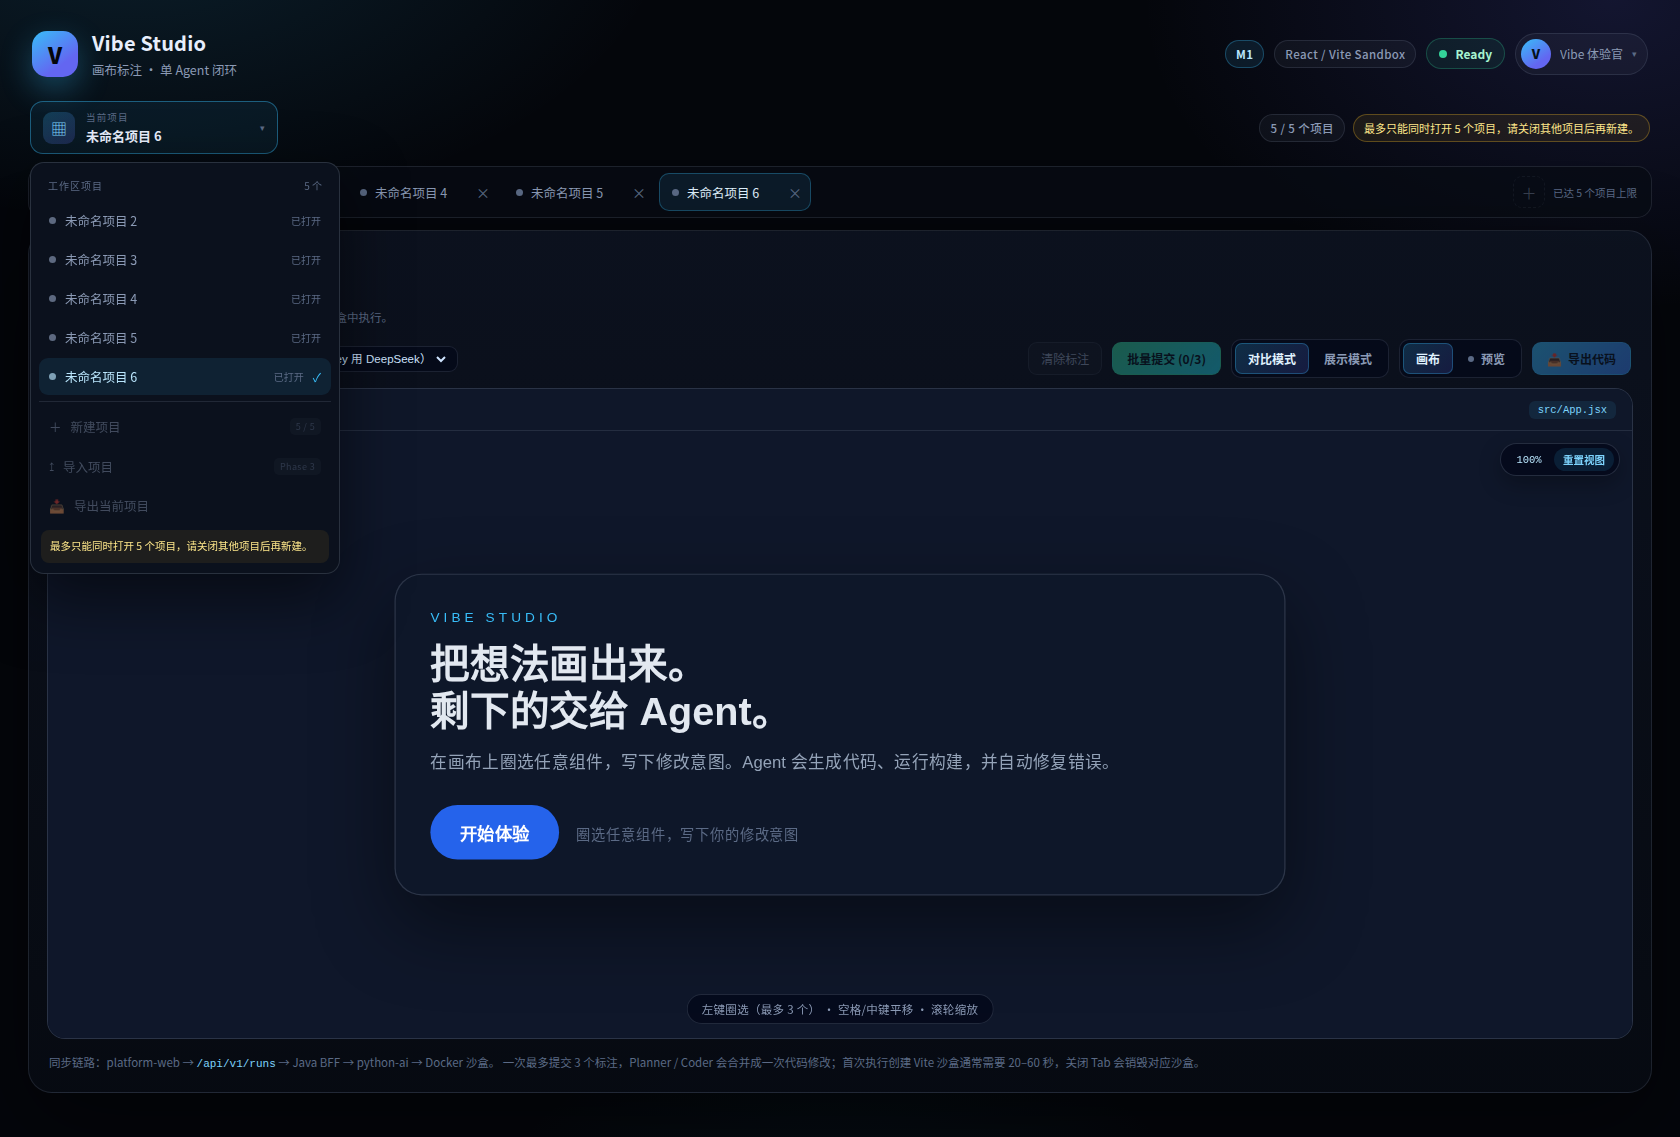 V
Vibe Studio
画布标注 · 单 Agent 闭环
M1
React / Vite Sandbox
Ready
V
Vibe 体验官
当前项目
未命名项目 6
5 / 5 个项目
最多只能同时打开 5 个项目，请关闭其他项目后再新建。
工作区项目
5 个
未命名项目 2
已打开
未命名项目 3
已打开
未命名项目 4
已打开
未命名项目 5
已打开
未命名项目 6
已打开 ✓
＋ 新建项目
5 / 5
↥ 导入项目
Phase 3
导出当前项目
最多只能同时打开 5 个项目，请关闭其他项目后再新建。
未命名项目 4 ×
未命名项目 5 ×
未命名项目 6 ×
＋
已达 5 个项目上限
盒中执行。
ey 用 DeepSeek）
清除标注
批量提交 (0/3)
对比模式
展示模式
画布
预览
导出代码
src/App.jsx
100%
重置视图
VIBE STUDIO
把想法画出来。
剩下的交给 Agent。
在画布上圈选任意组件，写下修改意图。Agent 会生成代码、运行构建，并自动修复错误。
开始体验
圈选任意组件，写下你的修改意图
左键圈选（最多 3 个） · 空格/中键平移 · 滚轮缩放
同步链路：platform-web → /api/v1/runs → Java BFF → python-ai → Docker 沙盒。 一次最多提交 3 个标注，Planner / Coder 会合并成一次代码修改；首次执行创建 Vite 沙盒通常需要 20–60 秒，关闭 Tab 会销毁对应沙盒。